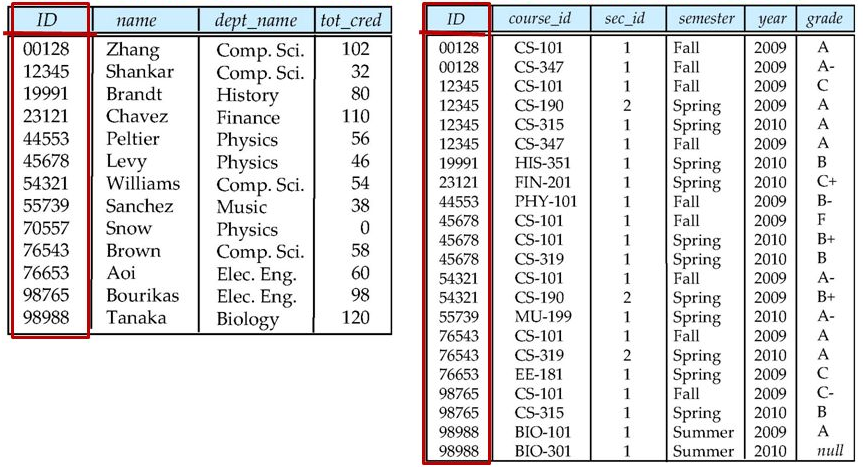 ID name dept_name tot_cred
00128 Zhang Comp. Sci. 102
12345 Shankar Comp. Sci. 32
19991 Brandt History 80
23121 Chavez Finance 110
44553 Peltier Physics 56
45678 Levy Physics 46
54321 Williams Comp. Sci. 54
55739 Sanchez Music 38
70557 Snow Physics 0
76543 Brown Comp. Sci. 58
76653 Aoi Elec. Eng. 60
98765 Bourikas Elec. Eng. 98
98988 Tanaka Biology 120
ID course_id sec_id semester year grade
00128 CS-101 1 Fall 2009 A
00128 CS-347 1 Fall 2009 A-
12345 CS-101 1 Fall 2009 C
12345 CS-190 2 Spring 2009 A
12345 CS-315 1 Spring 2010 A
12345 CS-347 1 Fall 2009 A
19991 HIS-351 1 Spring 2010 B
23121 FIN-201 1 Spring 2010 C+
44553 PHY-101 1 Fall 2009 B-
45678 CS-101 1 Fall 2009 F
45678 CS-101 1 Spring 2010 B+
45678 CS-319 1 Spring 2010 B
54321 CS-101 1 Fall 2009 A-
54321 CS-190 2 Spring 2009 B+
55739 MU-199 1 Spring 2010 A-
76543 CS-101 1 Fall 2009 A
76543 CS-319 2 Spring 2010 A
76653 EE-181 1 Spring 2009 C
98765 CS-101 1 Fall 2009 C-
98765 CS-315 1 Spring 2010 B
98988 BIO-101 1 Summer 2009 A
98988 BIO-301 1 Summer 2010 null